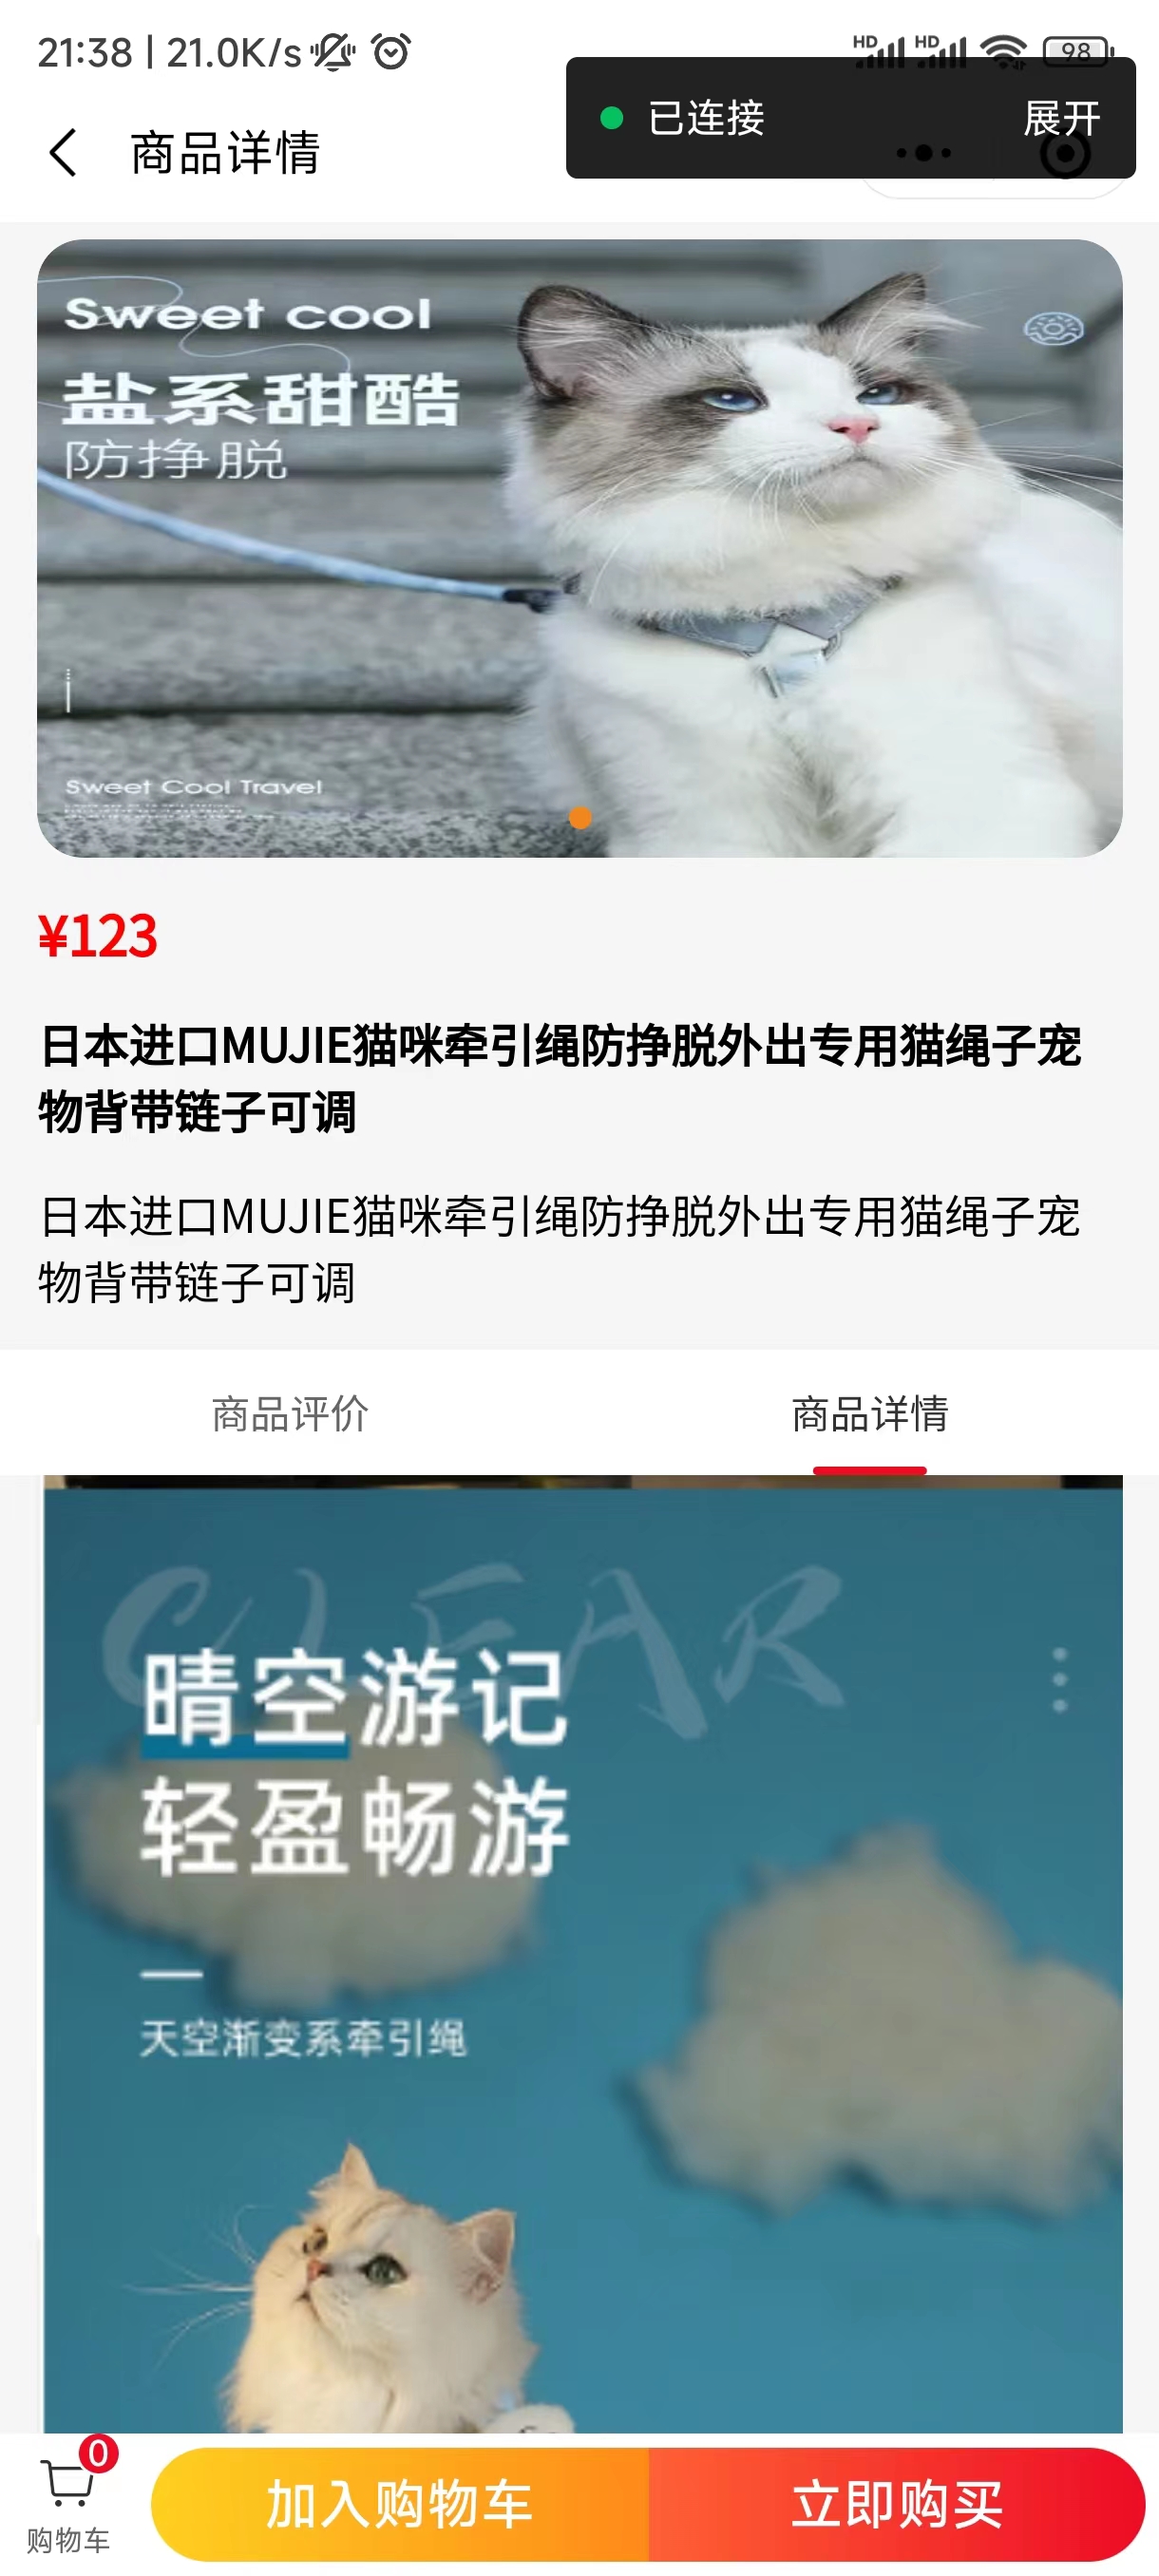 21:38 | 21.0K/s
HD HD 98
已连接 展开
商品详情
Sweet cool
盐系甜酷
防挣脱
Sweet Cool Travel
¥123
日本进口MUJIE猫咪牵引绳防挣脱外出专用猫绳子宠
物背带链子可调
日本进口MUJIE猫咪牵引绳防挣脱外出专用猫绳子宠
物背带链子可调
商品评价 商品详情
CLEAR
晴空游记
轻盈畅游
天空渐变系牵引绳
0
购物车
加入购物车 立即购买